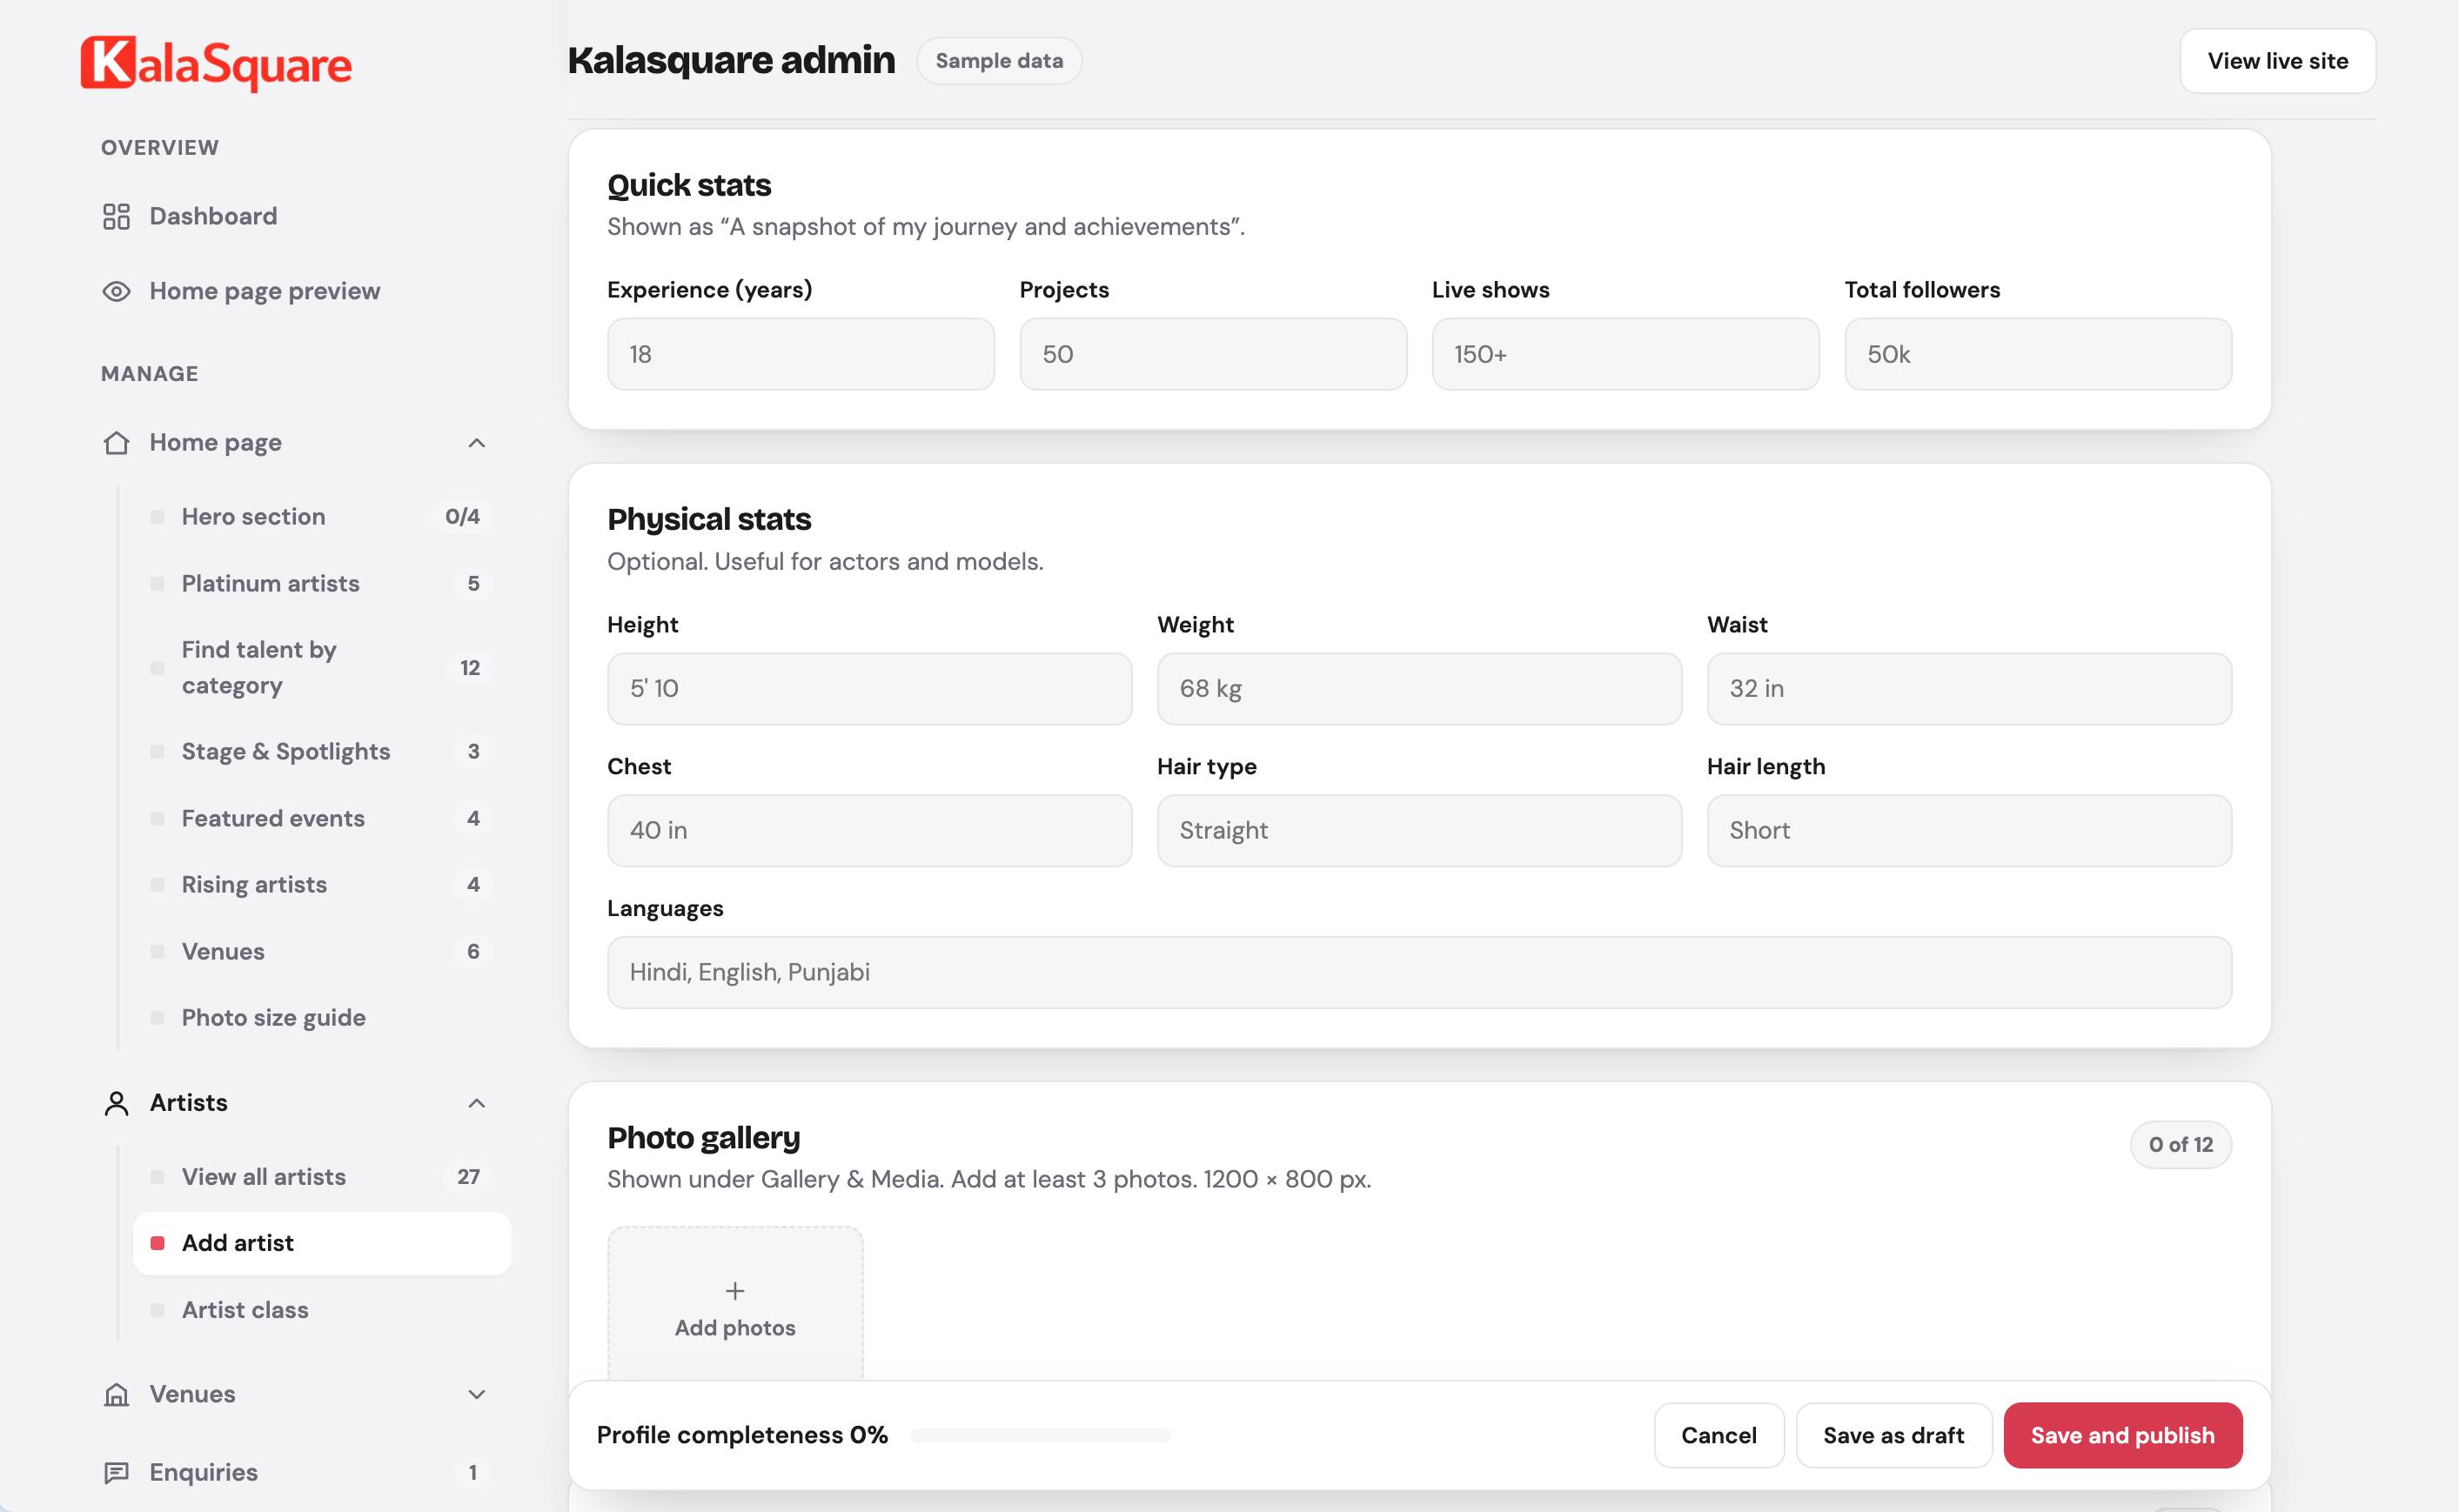 KalaSquare
OVERVIEW
Dashboard
Home page preview
MANAGE
Home page
Hero section 0/4
Platinum artists 5
Find talent by
category 12
Stage & Spotlights 3
Featured events 4
Rising artists 4
Venues 6
Photo size guide
Artists
View all artists 27
Add artist
Artist class
Venues
Enquiries 1
Kalasquare admin Sample data View live site
Quick stats
Shown as “A snapshot of my journey and achievements”.
Experience (years) Projects Live shows Total followers
18 50 150+ 50k
Physical stats
Optional. Useful for actors and models.
Height Weight Waist
5' 10 68 kg 32 in
Chest Hair type Hair length
40 in Straight Short
Languages
Hindi, English, Punjabi
Photo gallery 0 of 12
Shown under Gallery & Media. Add at least 3 photos. 1200 × 800 px.
+
Add photos
Profile completeness 0% Cancel Save as draft Save and publish